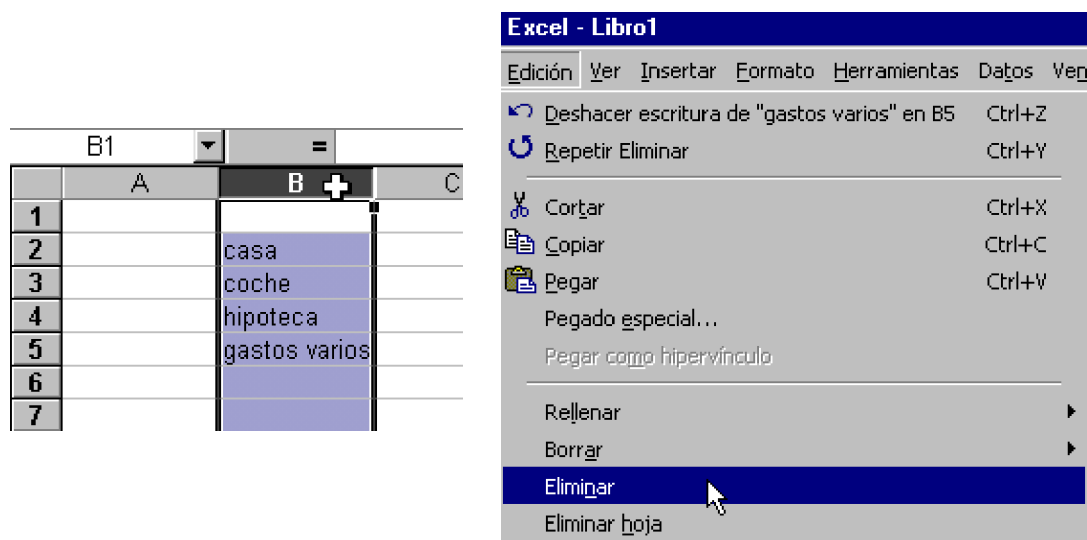 B1 =
A B C
1
2 casa
3 coche
4 hipoteca
5 gastos varios
6
7
Excel - Libro1
Edición Ver Insertar Formato Herramientas Datos Ven
Deshacer escritura de "gastos varios" en B5 Ctrl+Z
Repetir Eliminar Ctrl+Y
Cortar Ctrl+X
Copiar Ctrl+C
Pegar Ctrl+V
Pegado especial...
Pegar como hipervínculo
Rellenar
Borrar
Eliminar
Eliminar hoja